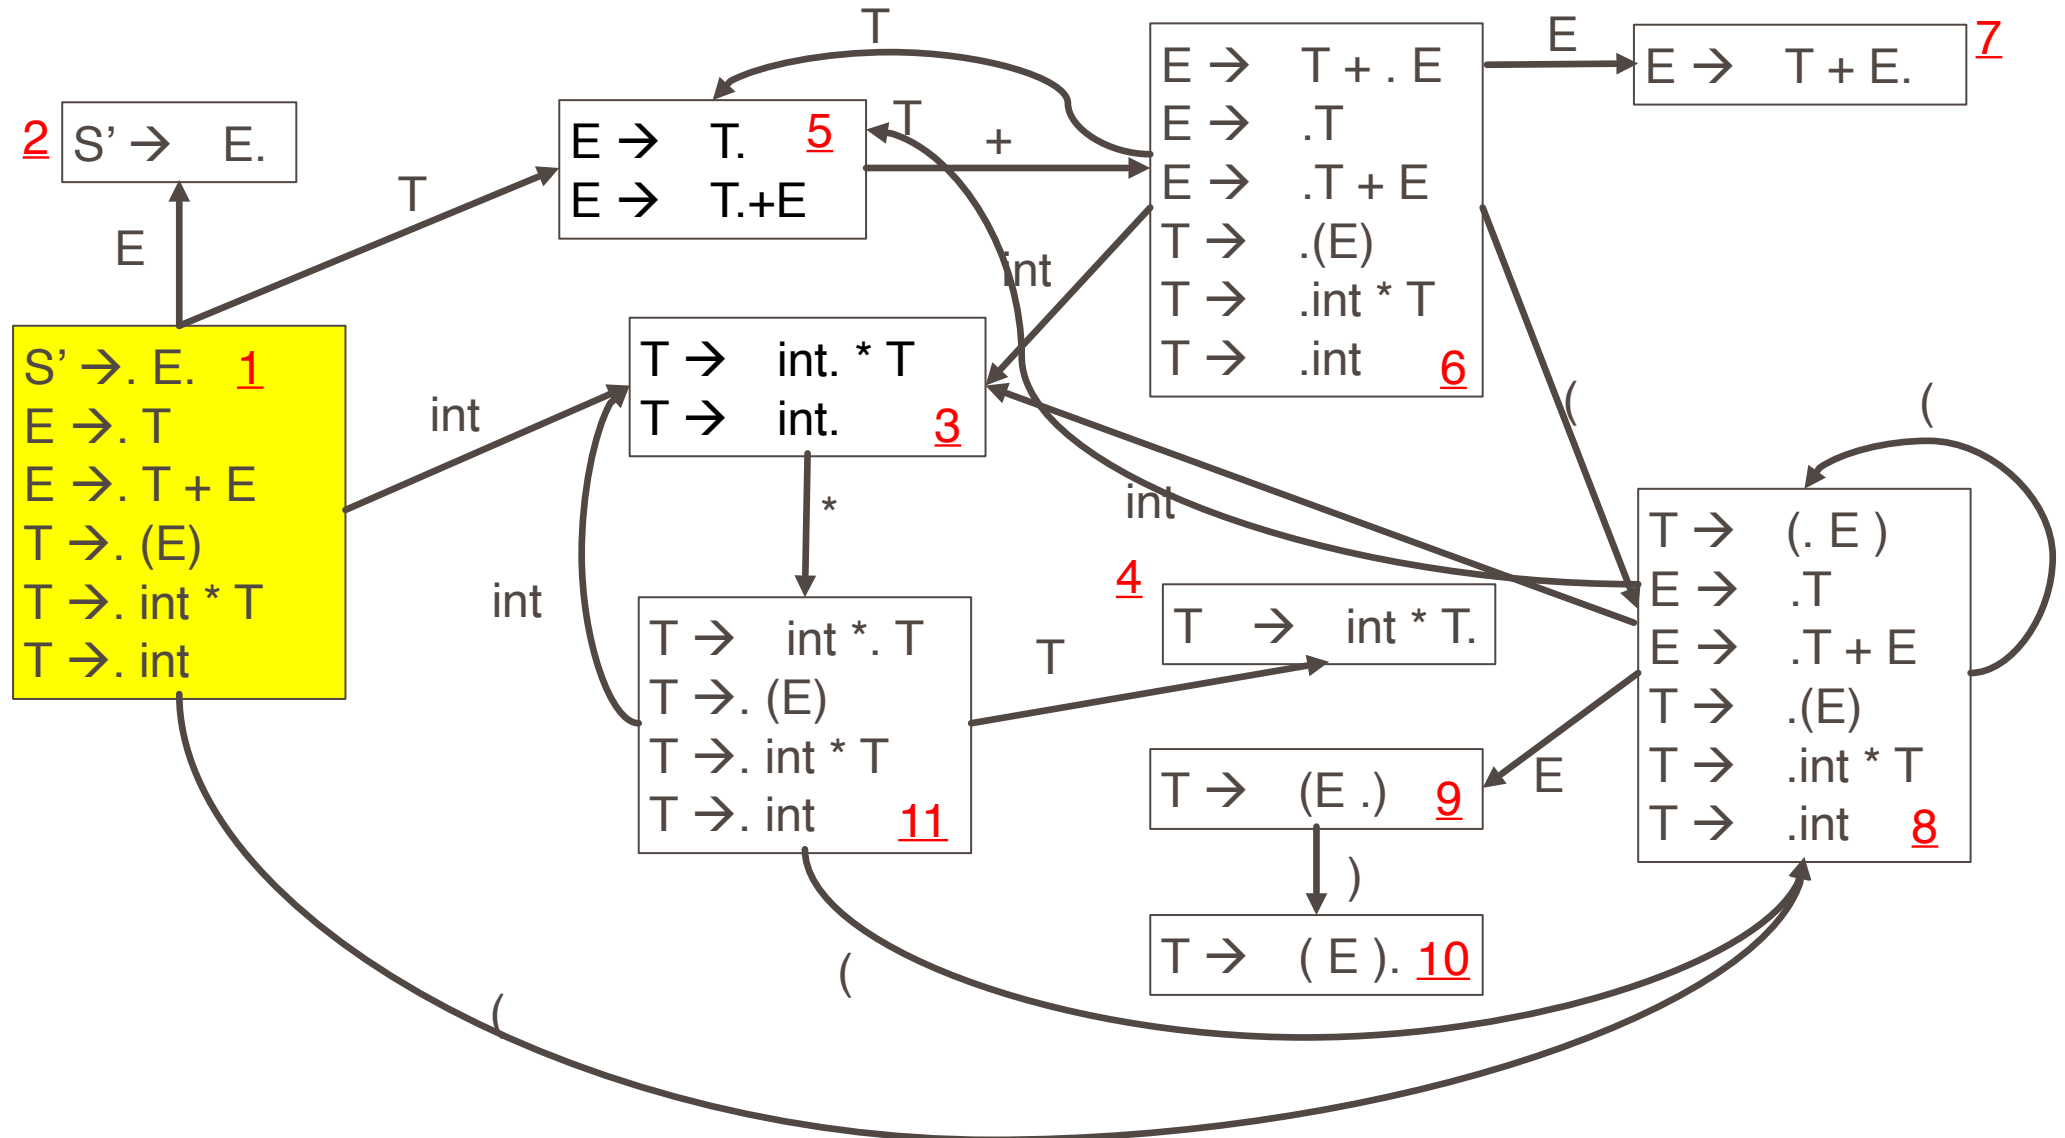 T
E → T + . E
E → .T
E → .T + E
T → .(E)
T → .int * T
T → .int 6
E
E → T + E. 7
2 S’ → E.
E
T
E → T. 5
E → T.+E
T
+
S’ →. E. 1
E →. T
E →. T + E
T →. (E)
T →. int * T
T →. int
int
T → int. * T
T → int. 3
int
int
*
int
(
(
T → (. E )
E → .T
E → .T + E
T → .(E)
T → .int * T
T → .int 8
T → int *. T
T →. (E)
T →. int * T
T →. int 11
T
4
T → int * T.
T → (E .) 9
E
)
T → ( E ). 10
(
(